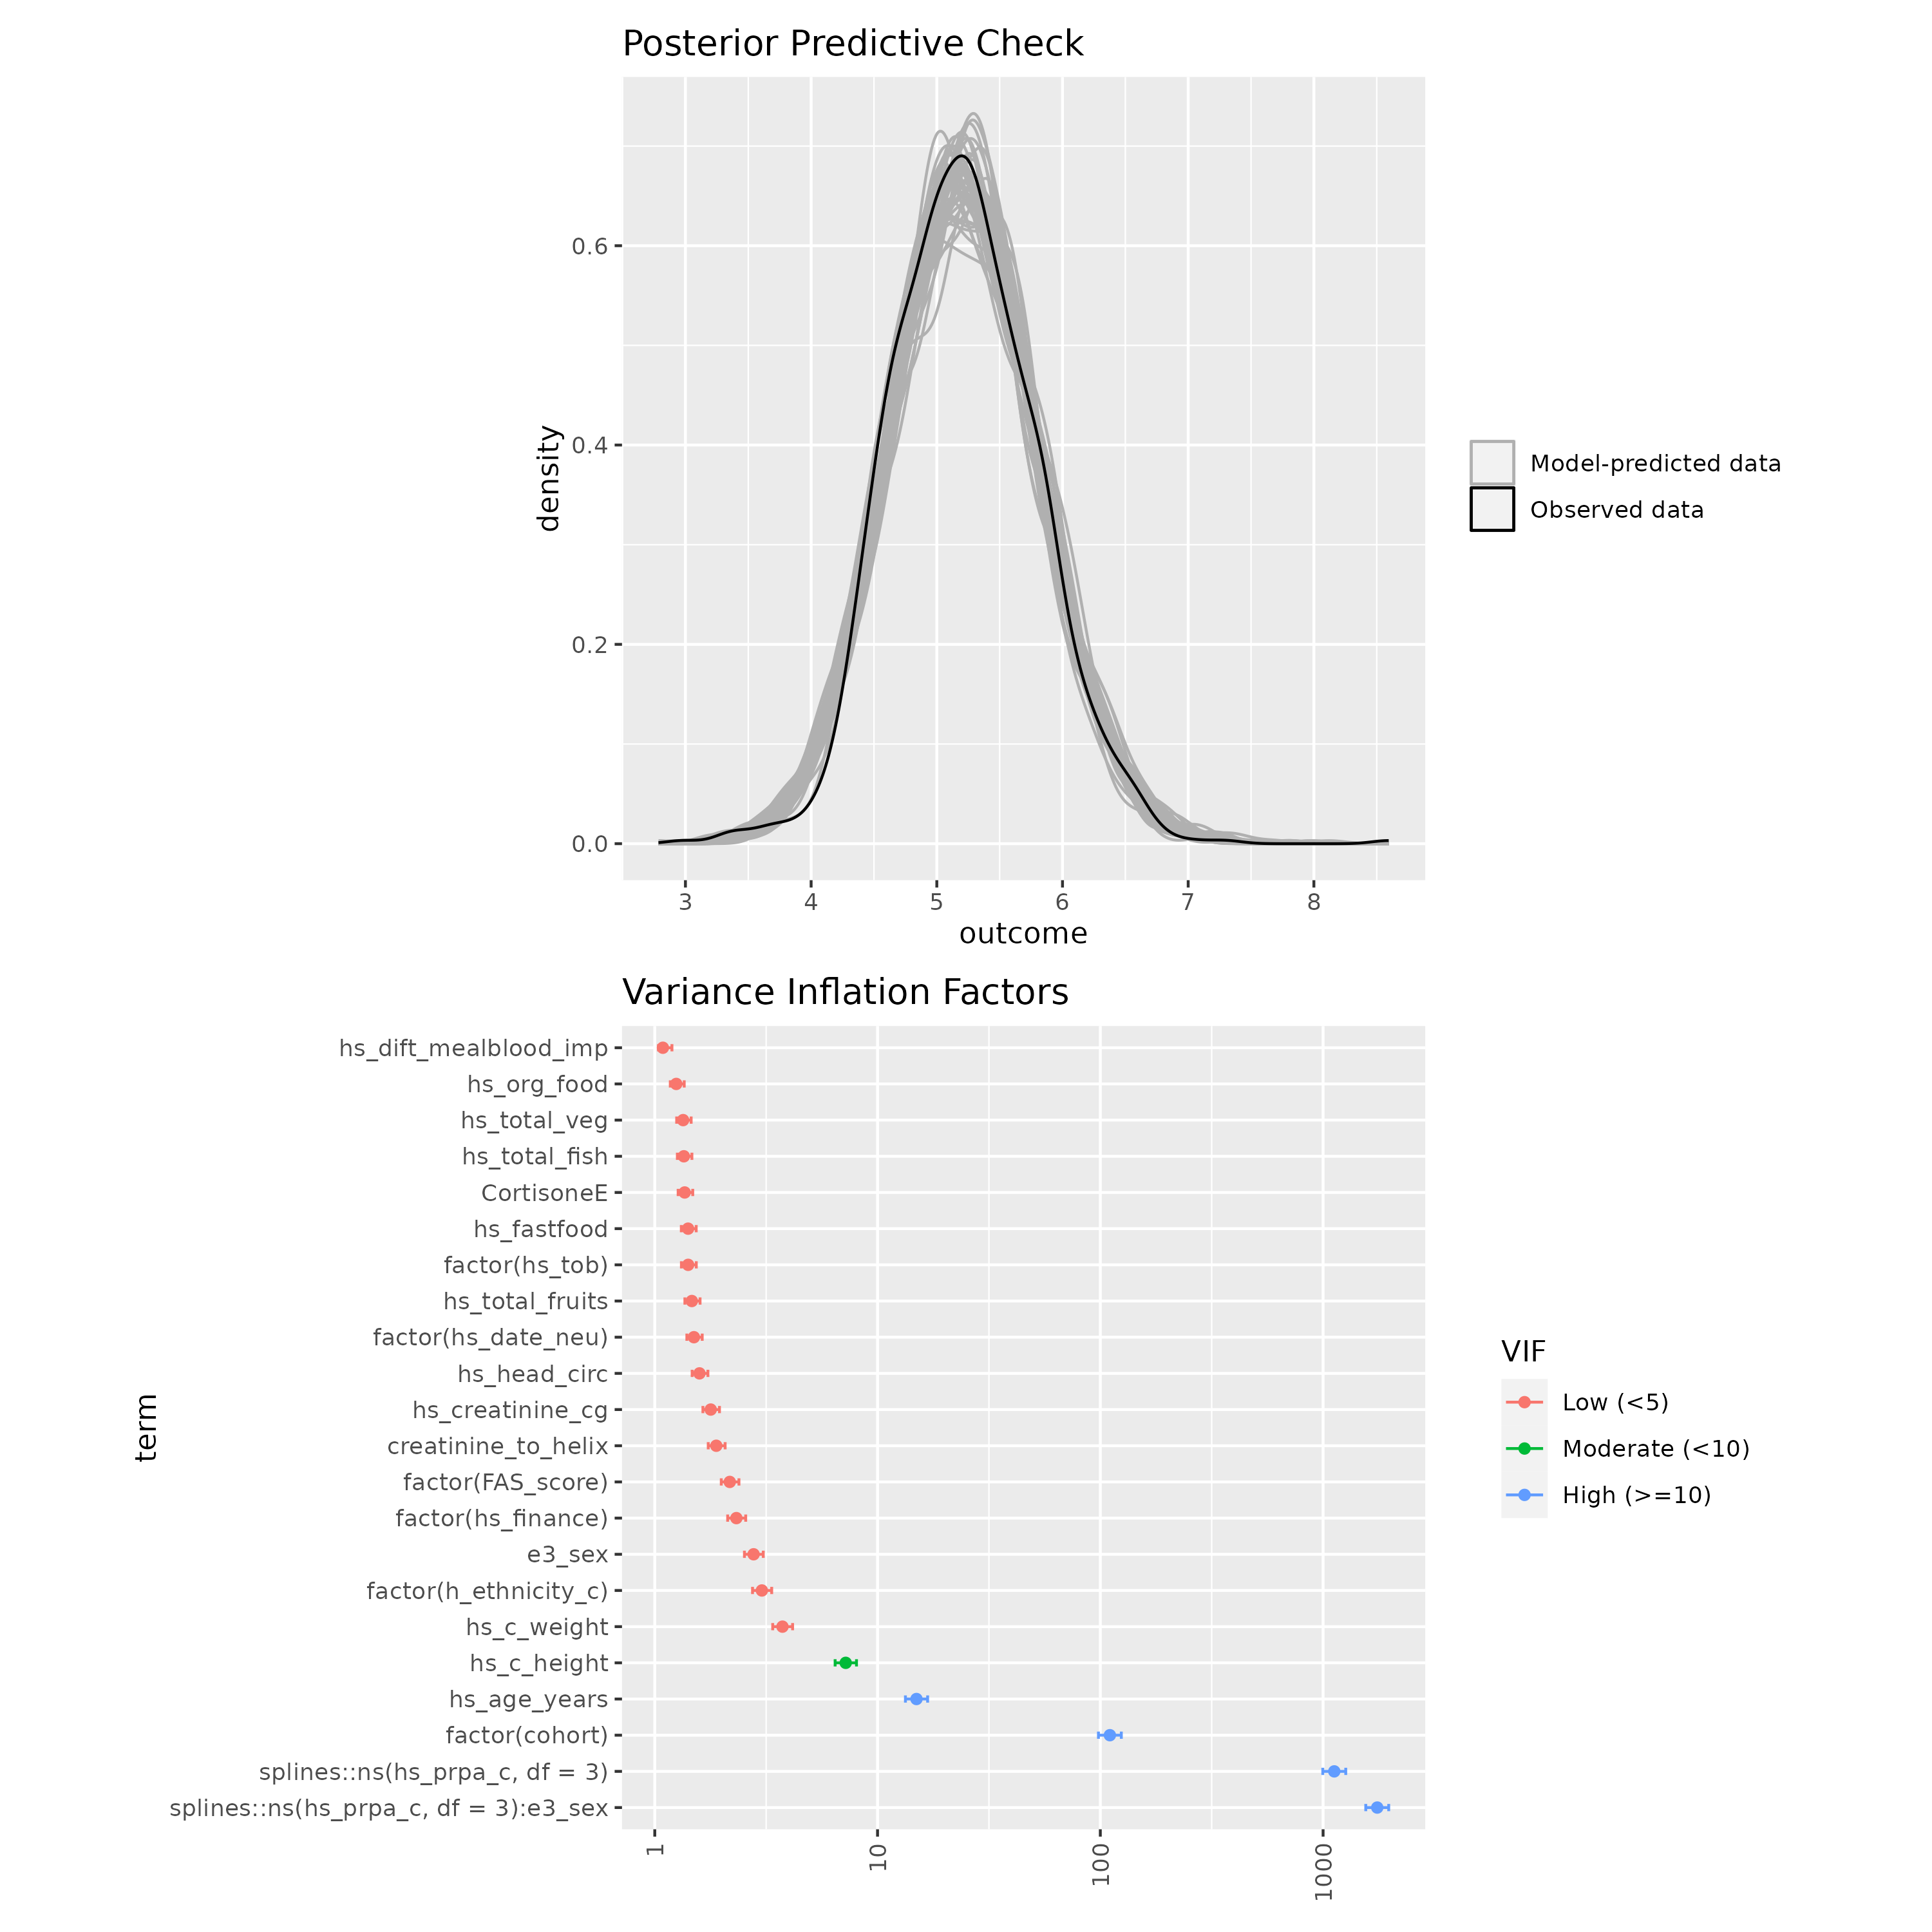 Posterior Predictive Check
density
0.6
0.4
0.2
0.0
3 4 5 6 7 8
outcome
Model-predicted data
Observed data
Variance Inflation Factors
term
hs_dift_mealblood_imp
hs_org_food
hs_total_veg
hs_total_fish
CortisoneE
hs_fastfood
factor(hs_tob)
hs_total_fruits
factor(hs_date_neu)
hs_head_circ
hs_creatinine_cg
creatinine_to_helix
factor(FAS_score)
factor(hs_finance)
e3_sex
factor(h_ethnicity_c)
hs_c_weight
hs_c_height
hs_age_years
factor(cohort)
splines::ns(hs_prpa_c, df = 3)
splines::ns(hs_prpa_c, df = 3):e3_sex
1 10 100 1000
VIF
Low (<5)
Moderate (<10)
High (>=10)